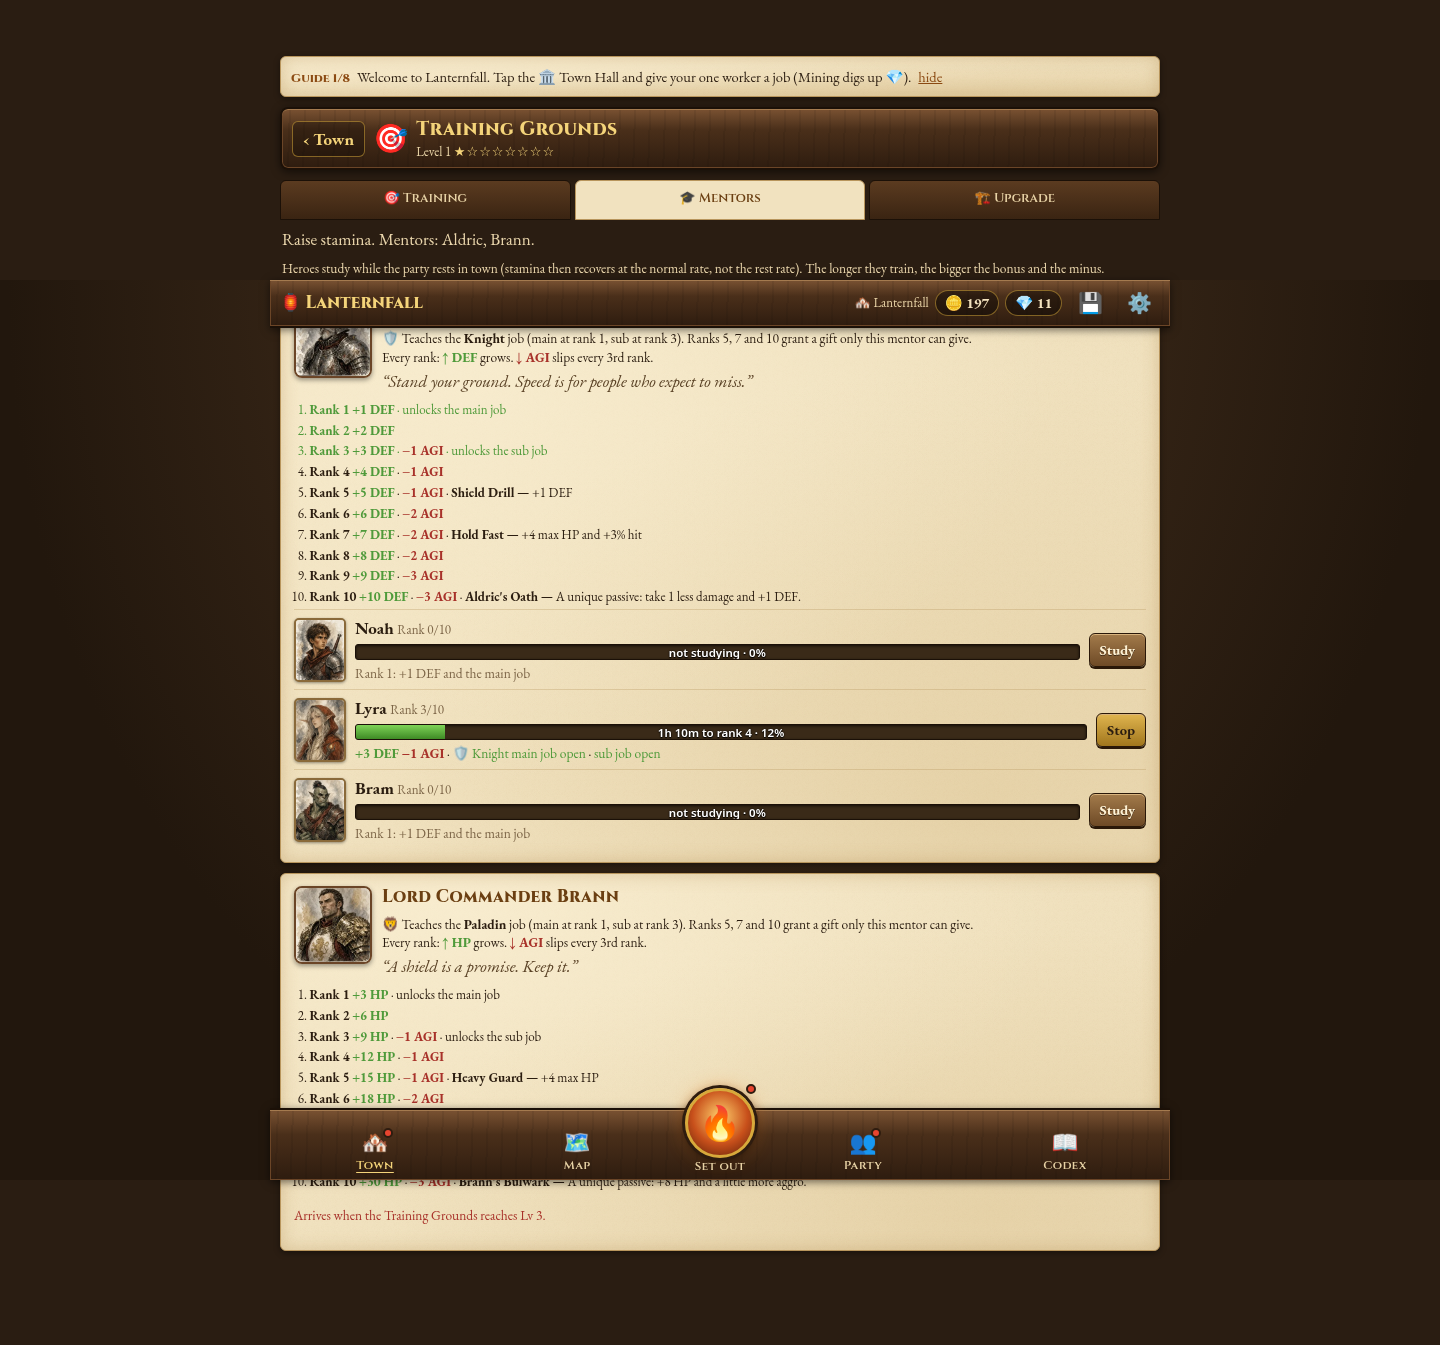 GUIDE 1/8 Welcome to Lanternfall. Tap the 🏛️ Town Hall and give your one worker a job (Mining digs up 💎). hide
‹ Town
🎯 TRAINING GROUNDS
Level 1 ★☆☆☆☆☆☆☆
🎯 TRAINING
🎓 MENTORS
🏗️ UPGRADE
Raise stamina. Mentors: Aldric, Brann.
Heroes study while the party rests in town (stamina then recovers at the normal rate, not the rest rate). The longer they train, the bigger the bonus and the minus.
🏮 LANTERNFALL
🏘️ Lanternfall 🪙 197 💎 11 💾 ⚙️
🛡️ Teaches the Knight job (main at rank 1, sub at rank 3). Ranks 5, 7 and 10 grant a gift only this mentor can give.
Every rank: ↑ DEF grows. ↓ AGI slips every 3rd rank.
“Stand your ground. Speed is for people who expect to miss.”
1. Rank 1 +1 DEF · unlocks the main job
2. Rank 2 +2 DEF
3. Rank 3 +3 DEF · −1 AGI · unlocks the sub job
4. Rank 4 +4 DEF · −1 AGI
5. Rank 5 +5 DEF · −1 AGI · Shield Drill — +1 DEF
6. Rank 6 +6 DEF · −2 AGI
7. Rank 7 +7 DEF · −2 AGI · Hold Fast — +4 max HP and +3% hit
8. Rank 8 +8 DEF · −2 AGI
9. Rank 9 +9 DEF · −3 AGI
10. Rank 10 +10 DEF · −3 AGI · Aldric's Oath — A unique passive: take 1 less damage and +1 DEF.
Noah Rank 0/10
not studying · 0%
Study
Rank 1: +1 DEF and the main job
Lyra Rank 3/10
1h 10m to rank 4 · 12%
Stop
+3 DEF −1 AGI · 🛡️ Knight main job open · sub job open
Bram Rank 0/10
not studying · 0%
Study
Rank 1: +1 DEF and the main job
LORD COMMANDER BRANN
🦁 Teaches the Paladin job (main at rank 1, sub at rank 3). Ranks 5, 7 and 10 grant a gift only this mentor can give.
Every rank: ↑ HP grows. ↓ AGI slips every 3rd rank.
“A shield is a promise. Keep it.”
1. Rank 1 +3 HP · unlocks the main job
2. Rank 2 +6 HP
3. Rank 3 +9 HP · −1 AGI · unlocks the sub job
4. Rank 4 +12 HP · −1 AGI
5. Rank 5 +15 HP · −1 AGI · Heavy Guard — +4 max HP
6. Rank 6 +18 HP · −2 AGI
TOWN
MAP
SET OUT
PARTY
CODEX
10. Rank 10 +30 HP · −3 AGI · Brann's Bulwark — A unique passive: +8 HP and a little more aggro.
Arrives when the Training Grounds reaches Lv 3.